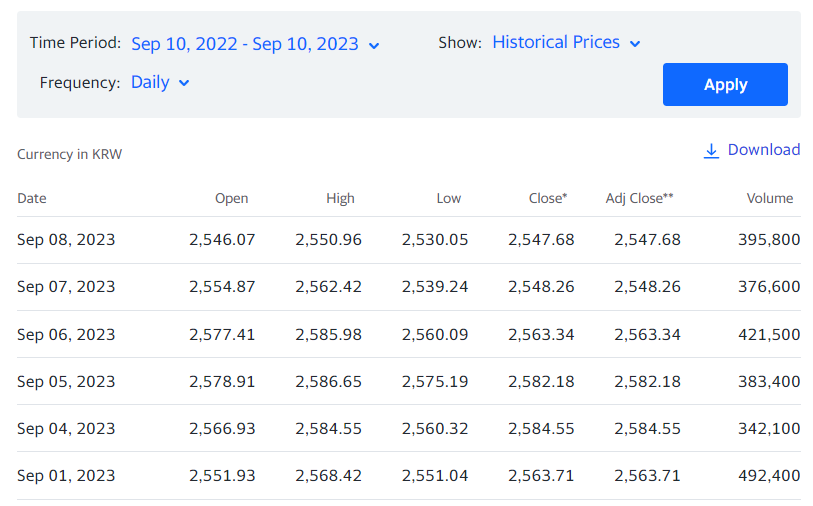 Time Period: Sep 10, 2022 - Sep 10, 2023 Show: Historical Prices
Frequency: Daily Apply
Currency in KRW Download
Date Open High Low Close* Adj Close** Volume
Sep 08, 2023 2,546.07 2,550.96 2,530.05 2,547.68 2,547.68 395,800
Sep 07, 2023 2,554.87 2,562.42 2,539.24 2,548.26 2,548.26 376,600
Sep 06, 2023 2,577.41 2,585.98 2,560.09 2,563.34 2,563.34 421,500
Sep 05, 2023 2,578.91 2,586.65 2,575.19 2,582.18 2,582.18 383,400
Sep 04, 2023 2,566.93 2,584.55 2,560.32 2,584.55 2,584.55 342,100
Sep 01, 2023 2,551.93 2,568.42 2,551.04 2,563.71 2,563.71 492,400